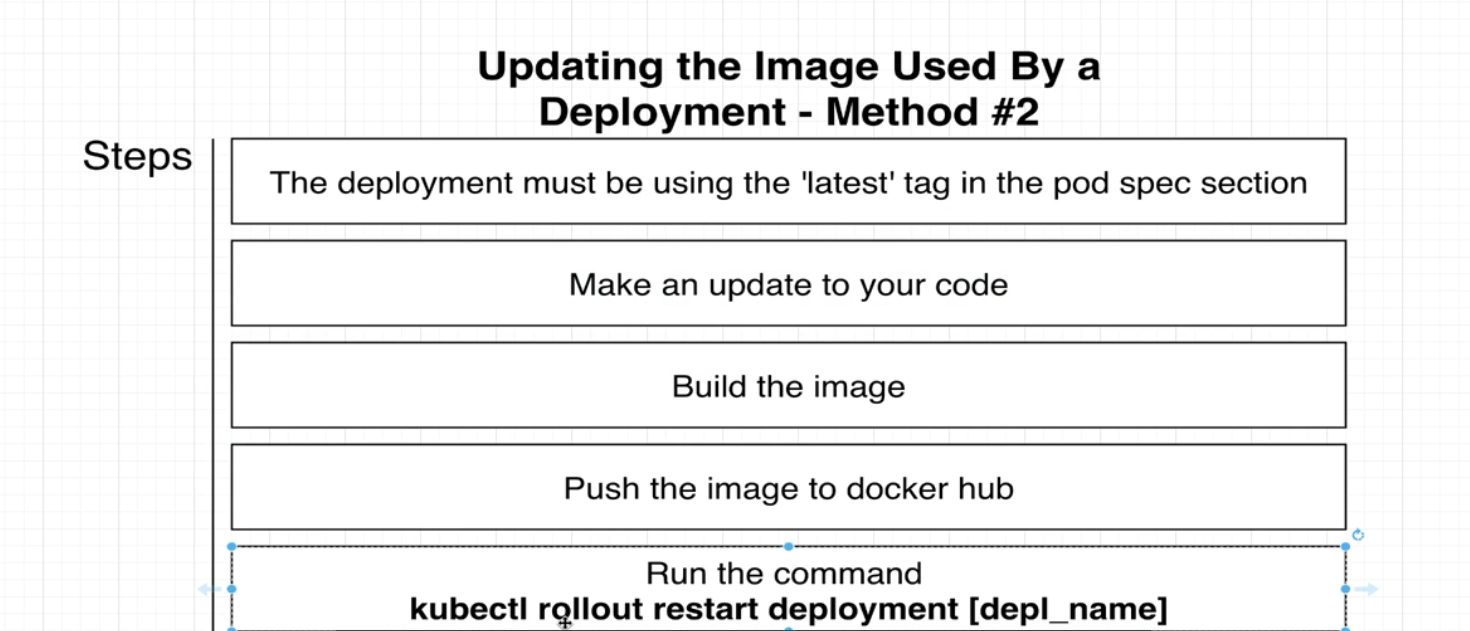 Updating the Image Used By a
Deployment - Method #2
Steps
The deployment must be using the 'latest' tag in the pod spec section
Make an update to your code
Build the image
Push the image to docker hub
Run the command
kubectl rollout restart deployment [depl_name]